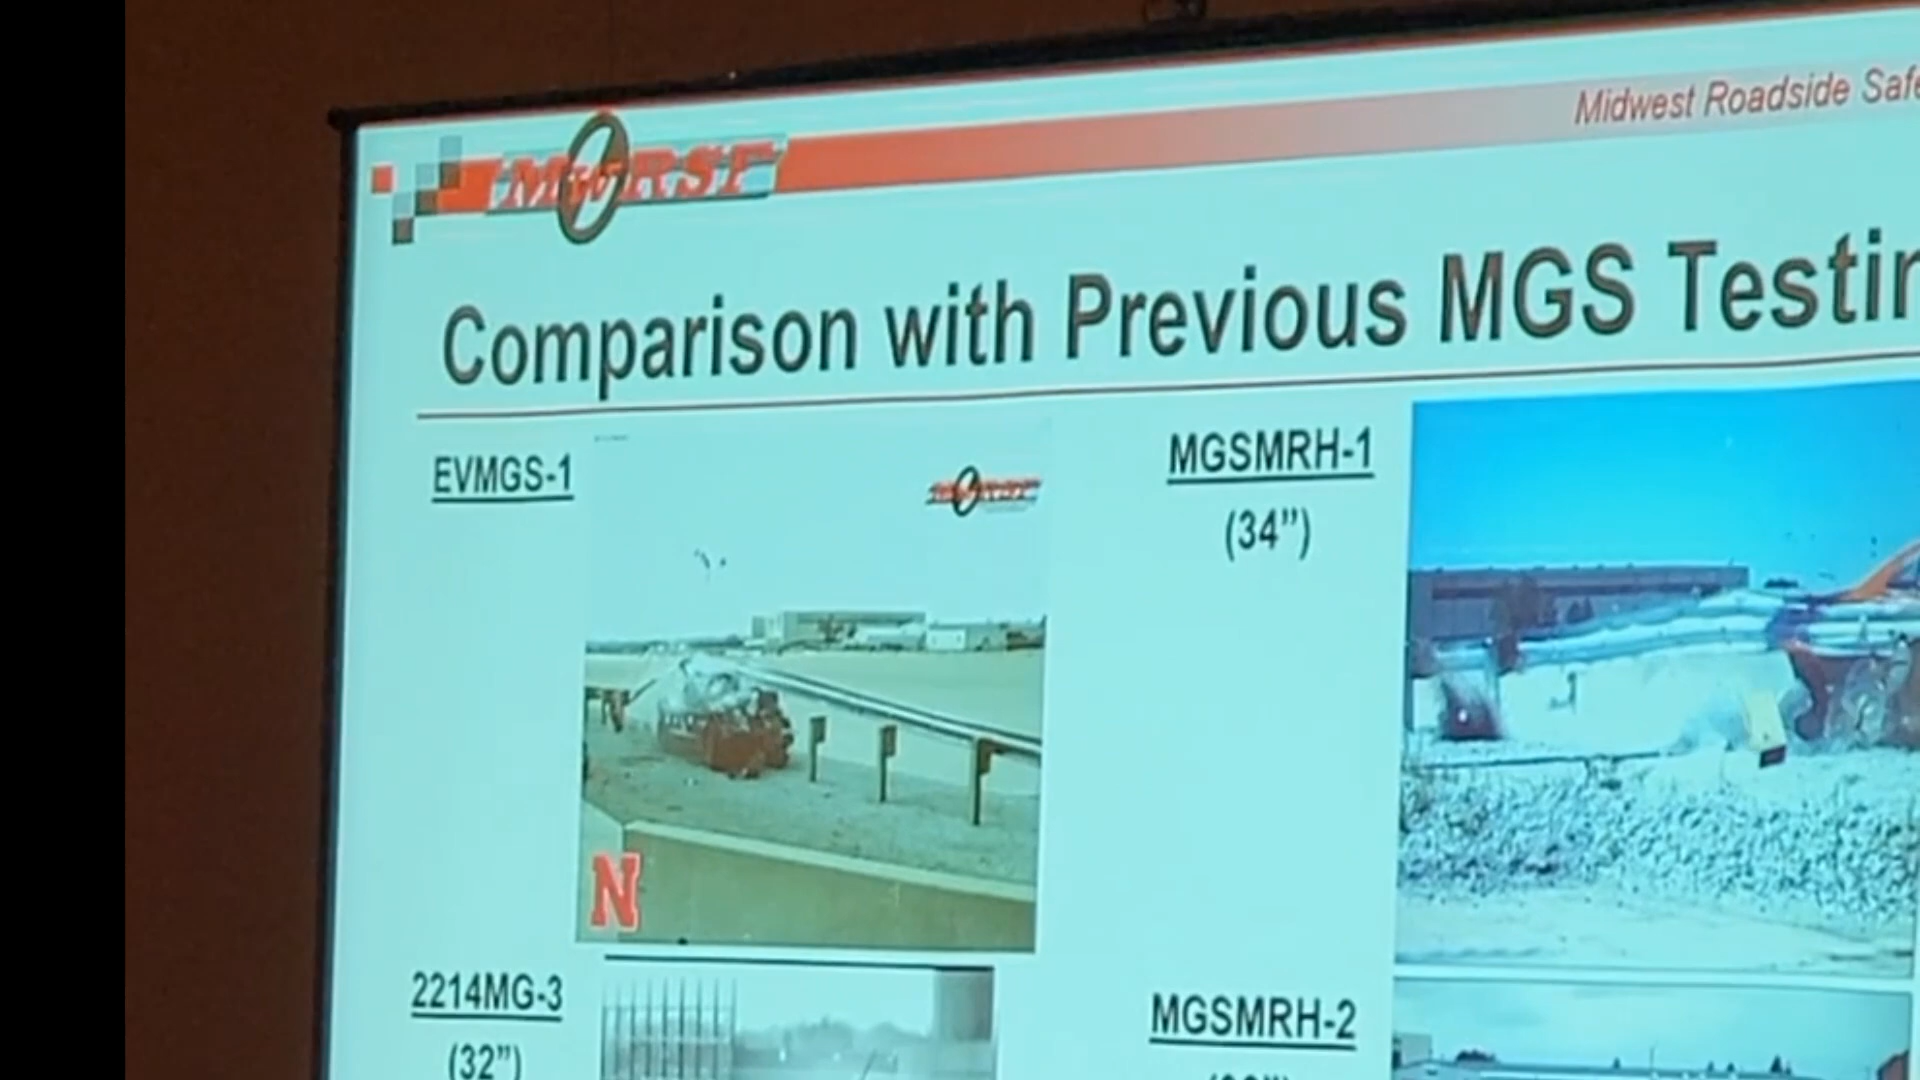 Midwest Roadside Safe
MwRSF
Comparison with Previous MGS Testin
EVMGS-1
MwRSF
MGSMRH-1
(34")
N
2214MG-3
(32")
MGSMRH-2